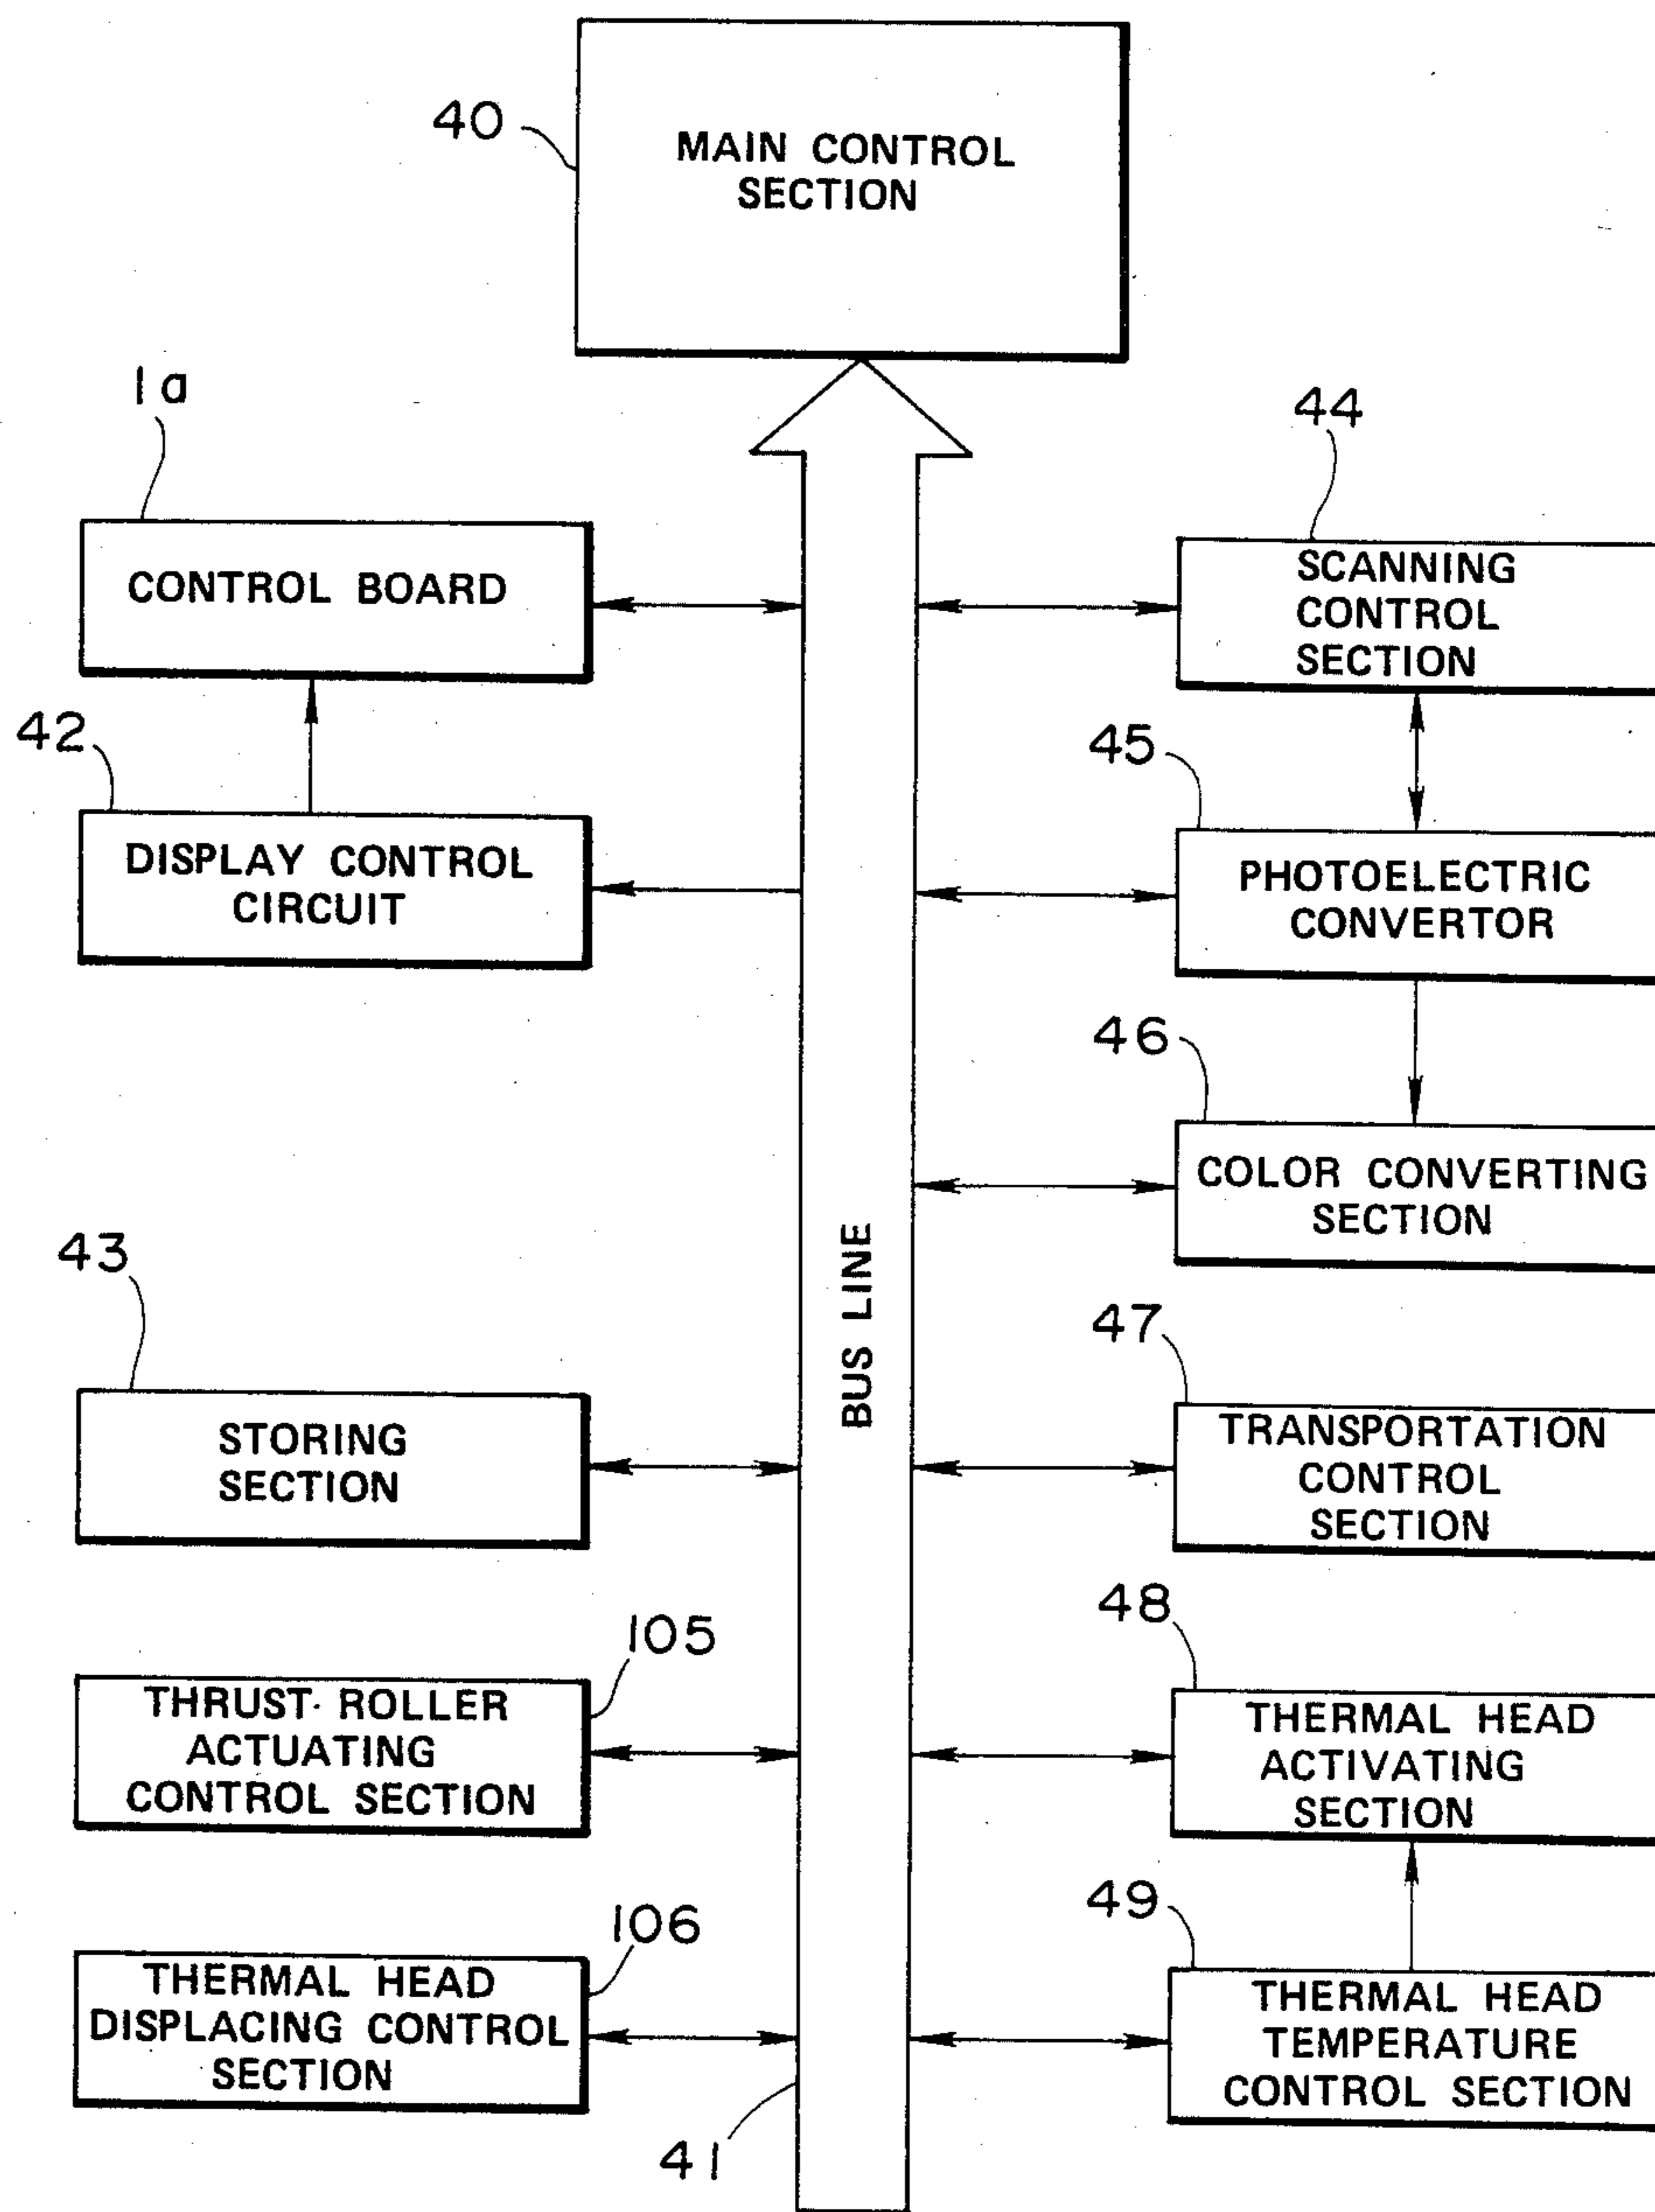 40
MAIN CONTROL
SECTION
1a
CONTROL BOARD
42
DISPLAY CONTROL
CIRCUIT
43
STORING
SECTION
105
THRUST ROLLER
ACTUATING
CONTROL SECTION
106
THERMAL HEAD
DISPLACING CONTROL
SECTION
BUS LINE
41
44
SCANNING
CONTROL
SECTION
45
PHOTOELECTRIC
CONVERTOR
46
COLOR CONVERTING
SECTION
47
TRANSPORTATION
CONTROL
SECTION
48
THERMAL HEAD
ACTIVATING
SECTION
49
THERMAL HEAD
TEMPERATURE
CONTROL SECTION